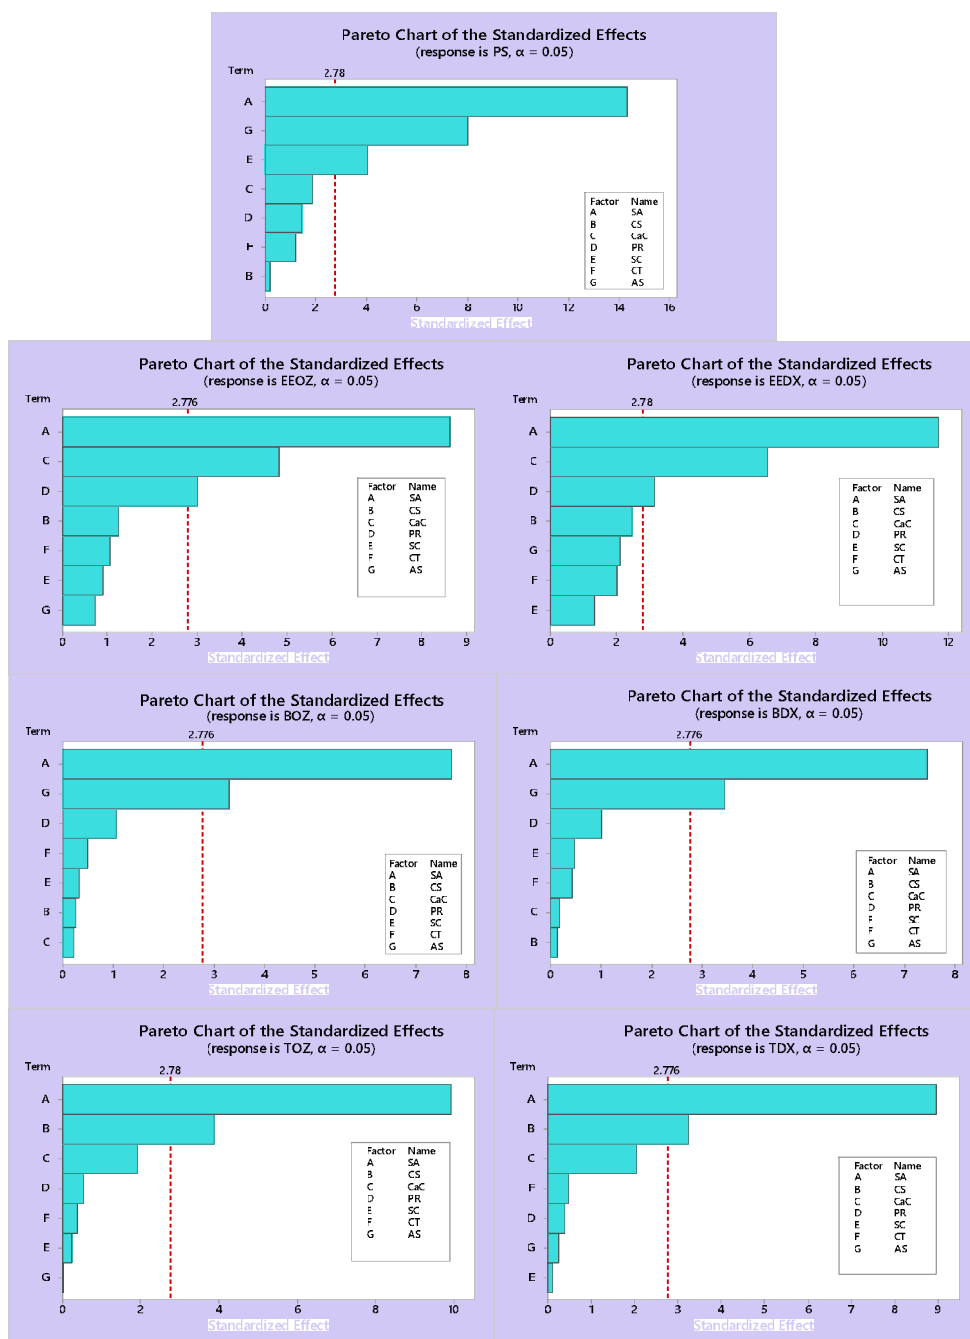 Pareto Chart of the Standardized Effects
(response is PS, α = 0.05)
Term
2.78
A
G
E
C
D
F
B
Factor Name
A SA
B CS
C CaC
D PR
E SC
F CT
G AS
0 2 4 6 8 10 12 14 16
Standardized Effect
Pareto Chart of the Standardized Effects
(response is EEOZ, α = 0.05)
Term
2.776
A
C
D
B
F
E
G
Factor Name
A SA
B CS
C CaC
D PR
E SC
F CT
G AS
0 1 2 3 4 5 6 7 8 9
Standardized Effect
Pareto Chart of the Standardized Effects
(response is EEDX, α = 0.05)
Term
2.78
A
C
D
B
G
F
E
Factor Name
A SA
B CS
C CaC
D PR
E SC
F CT
G AS
0 2 4 6 8 10 12
Standardized Effect
Pareto Chart of the Standardized Effects
(response is BOZ, α = 0.05)
Term
2.776
A
G
D
F
E
B
C
Factor Name
A SA
B CS
C CaC
D PR
E SC
F CT
G AS
0 1 2 3 4 5 6 7 8
Standardized Effect
Pareto Chart of the Standardized Effects
(response is BDX, α = 0.05)
Term
2.776
A
G
D
E
F
C
B
Factor Name
A SA
B CS
C CaC
D PR
E SC
F CT
G AS
0 1 2 3 4 5 6 7 8
Standardized Effect
Pareto Chart of the Standardized Effects
(response is TOZ, α = 0.05)
Term
2.78
A
B
C
D
F
E
G
Factor Name
A SA
B CS
C CaC
D PR
E SC
F CT
G AS
0 2 4 6 8 10
Standardized Effect
Pareto Chart of the Standardized Effects
(response is TDX, α = 0.05)
Term
2.776
A
B
C
F
D
G
E
Factor Name
A SA
B CS
C CaC
D PR
E SC
F CT
G AS
0 1 2 3 4 5 6 7 8 9
Standardized Effect